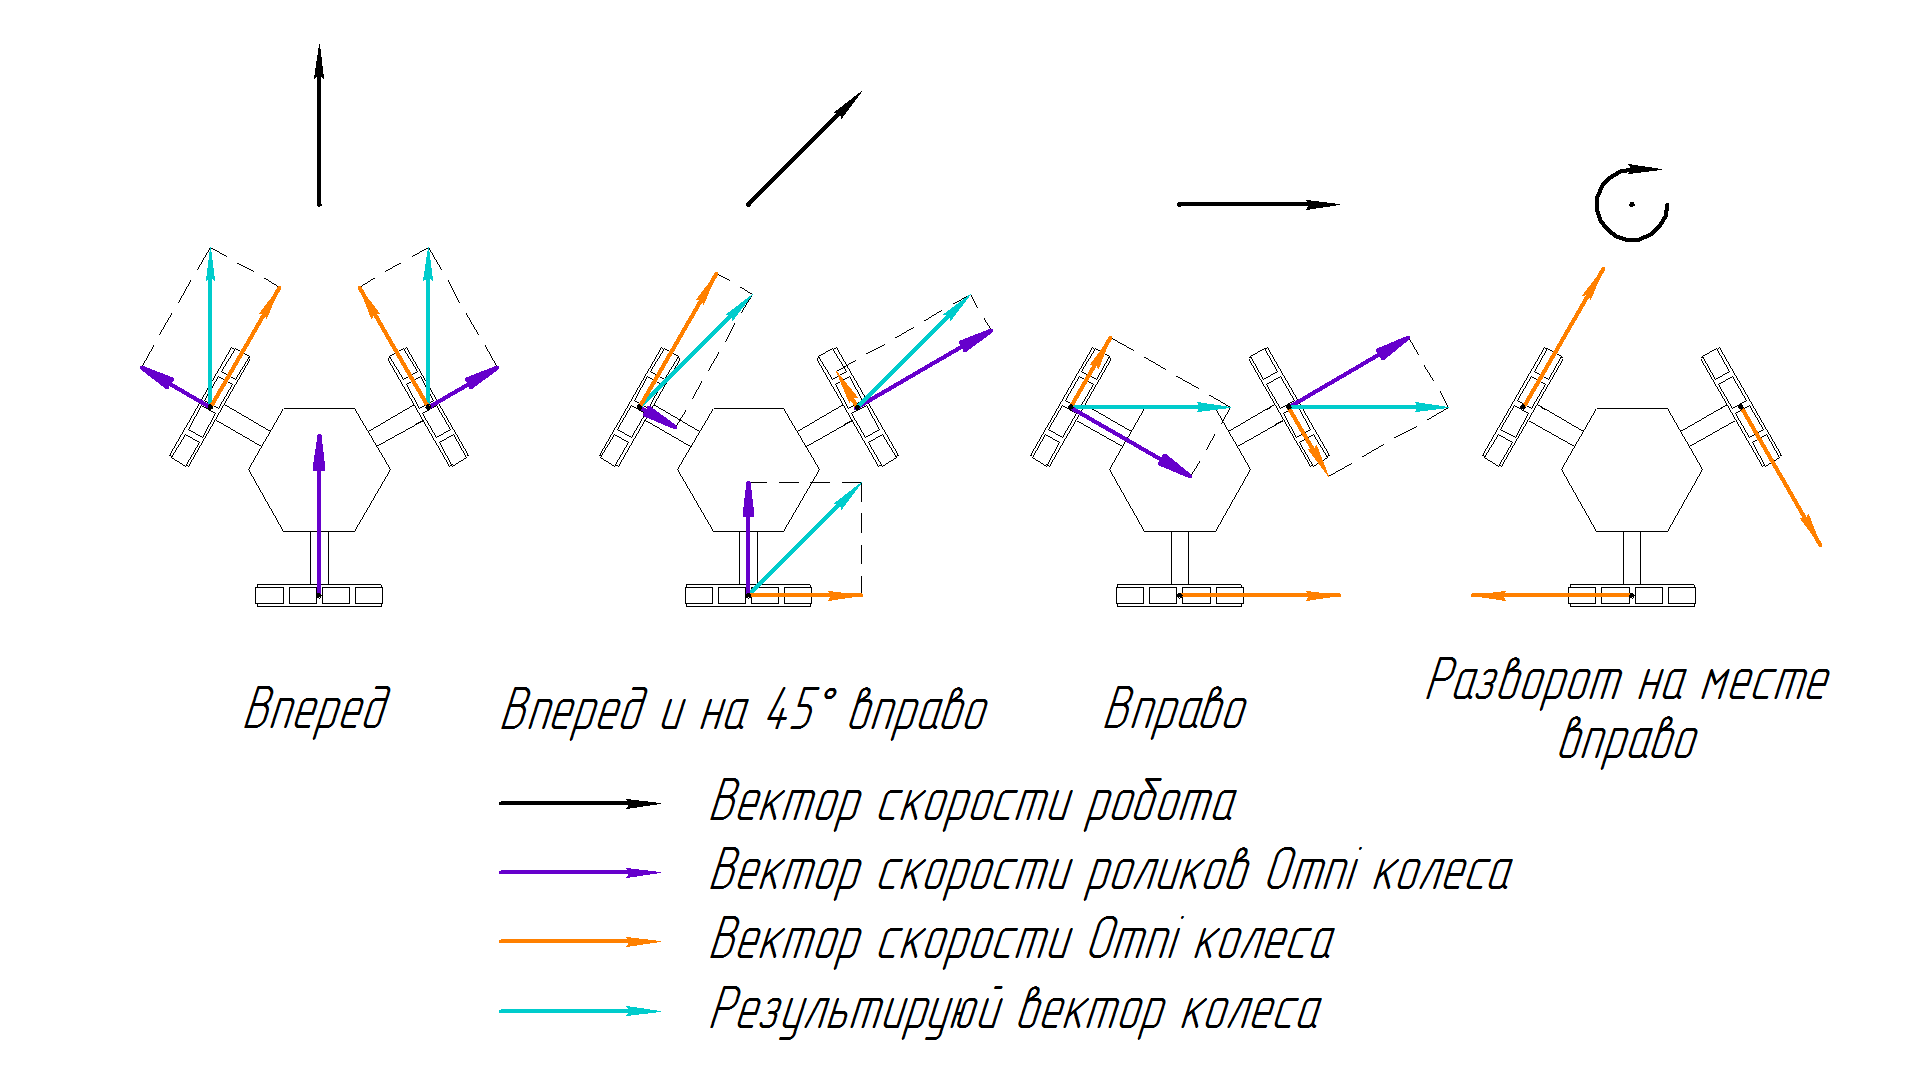 Вперед
Вперед и на 45° вправо
Вправо
Разворот на месте
вправо
Вектор скорости робота
Вектор скорости роликов Omni колеса
Вектор скорости Omni колеса
Результируюй вектор колеса